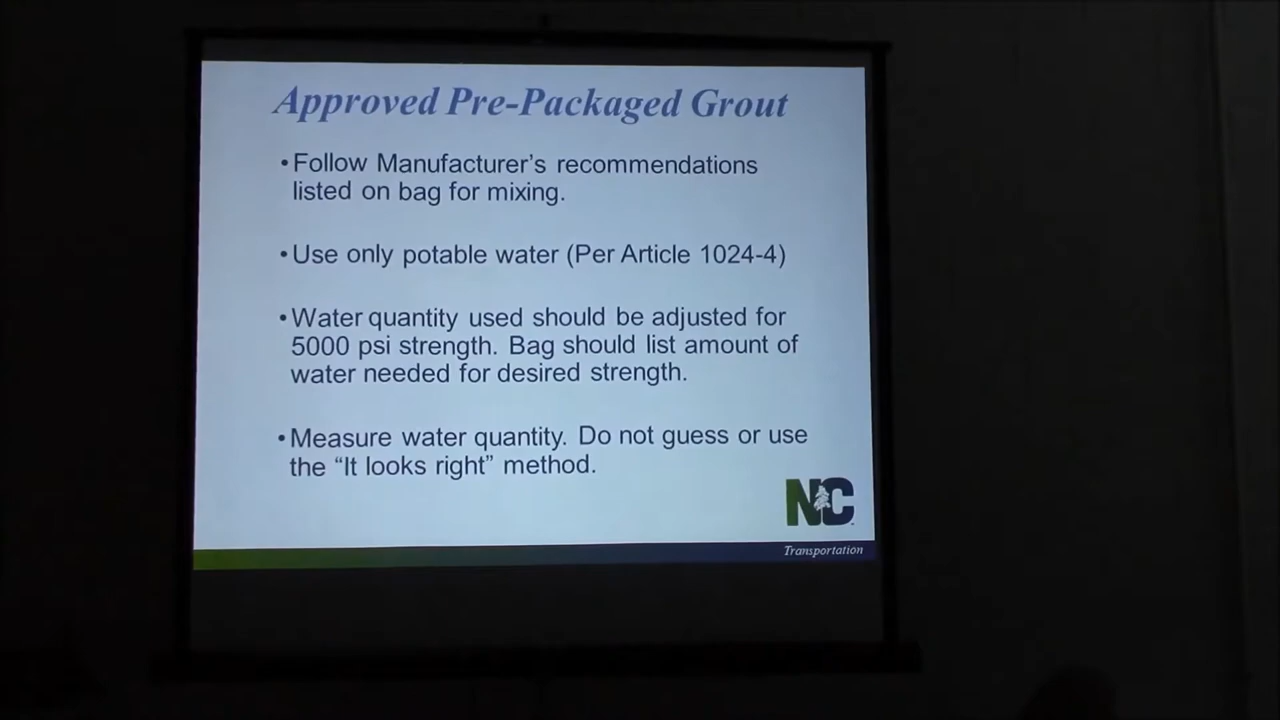 Approved Pre-Packaged Grout
•Follow Manufacturer's recommendations
listed on bag for mixing.
•Use only potable water (Per Article 1024-4)
•Water quantity used should be adjusted for
5000 psi strength. Bag should list amount of
water needed for desired strength.
•Measure water quantity. Do not guess or use
the “It looks right” method.
NC
Transportation